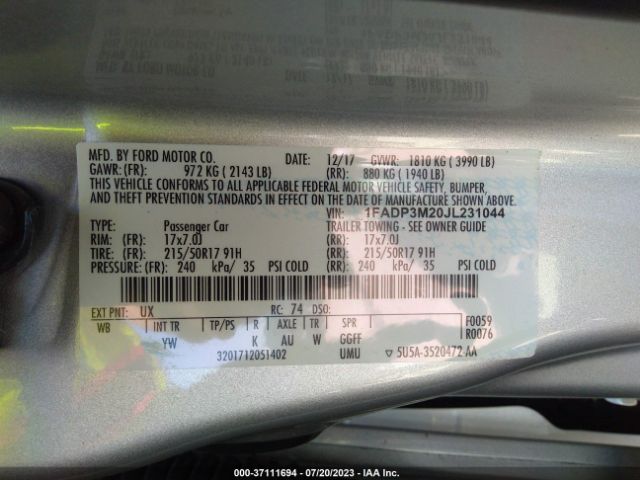 MFD. BY FORD MOTOR CO. DATE: 12/17 GVWR: 1810 KG ( 3990 LB)
GAWR: (FR): 972 KG ( 2143 LB) (RR): 880 KG ( 1940 LB)
THIS VEHICLE CONFORMS TO ALL APPLICABLE FEDERAL MOTOR VEHICLE SAFETY, BUMPER,
AND THEFT PREVENTION STANDARDS IN EFFECT ON THE DATE OF MANUFACTURE SHOWN ABOVE.
VIN: 1FADP3M20JL231044
TYPE: Passenger Car TRAILER TOWING - SEE OWNER GUIDE
RIM: (FR): 17x7.0J (RR): 17x7.0J
TIRE: (FR): 215/50R17 91H (RR): 215/50R17 91H
PRESSURE:(FR): 240 kPa/ 35 PSI COLD (RR): 240 kPa/ 35 PSI COLD
EXT PNT: UX RC: 74 DSO:
WB INT TR TP/PS R AXLE TR SPR F0059
YW K AU W GGFF R0076
3201712051402 UMU ▽ 5U5A-3520472 AA
000-37111694 / 07/20/2023 - IAA Inc.